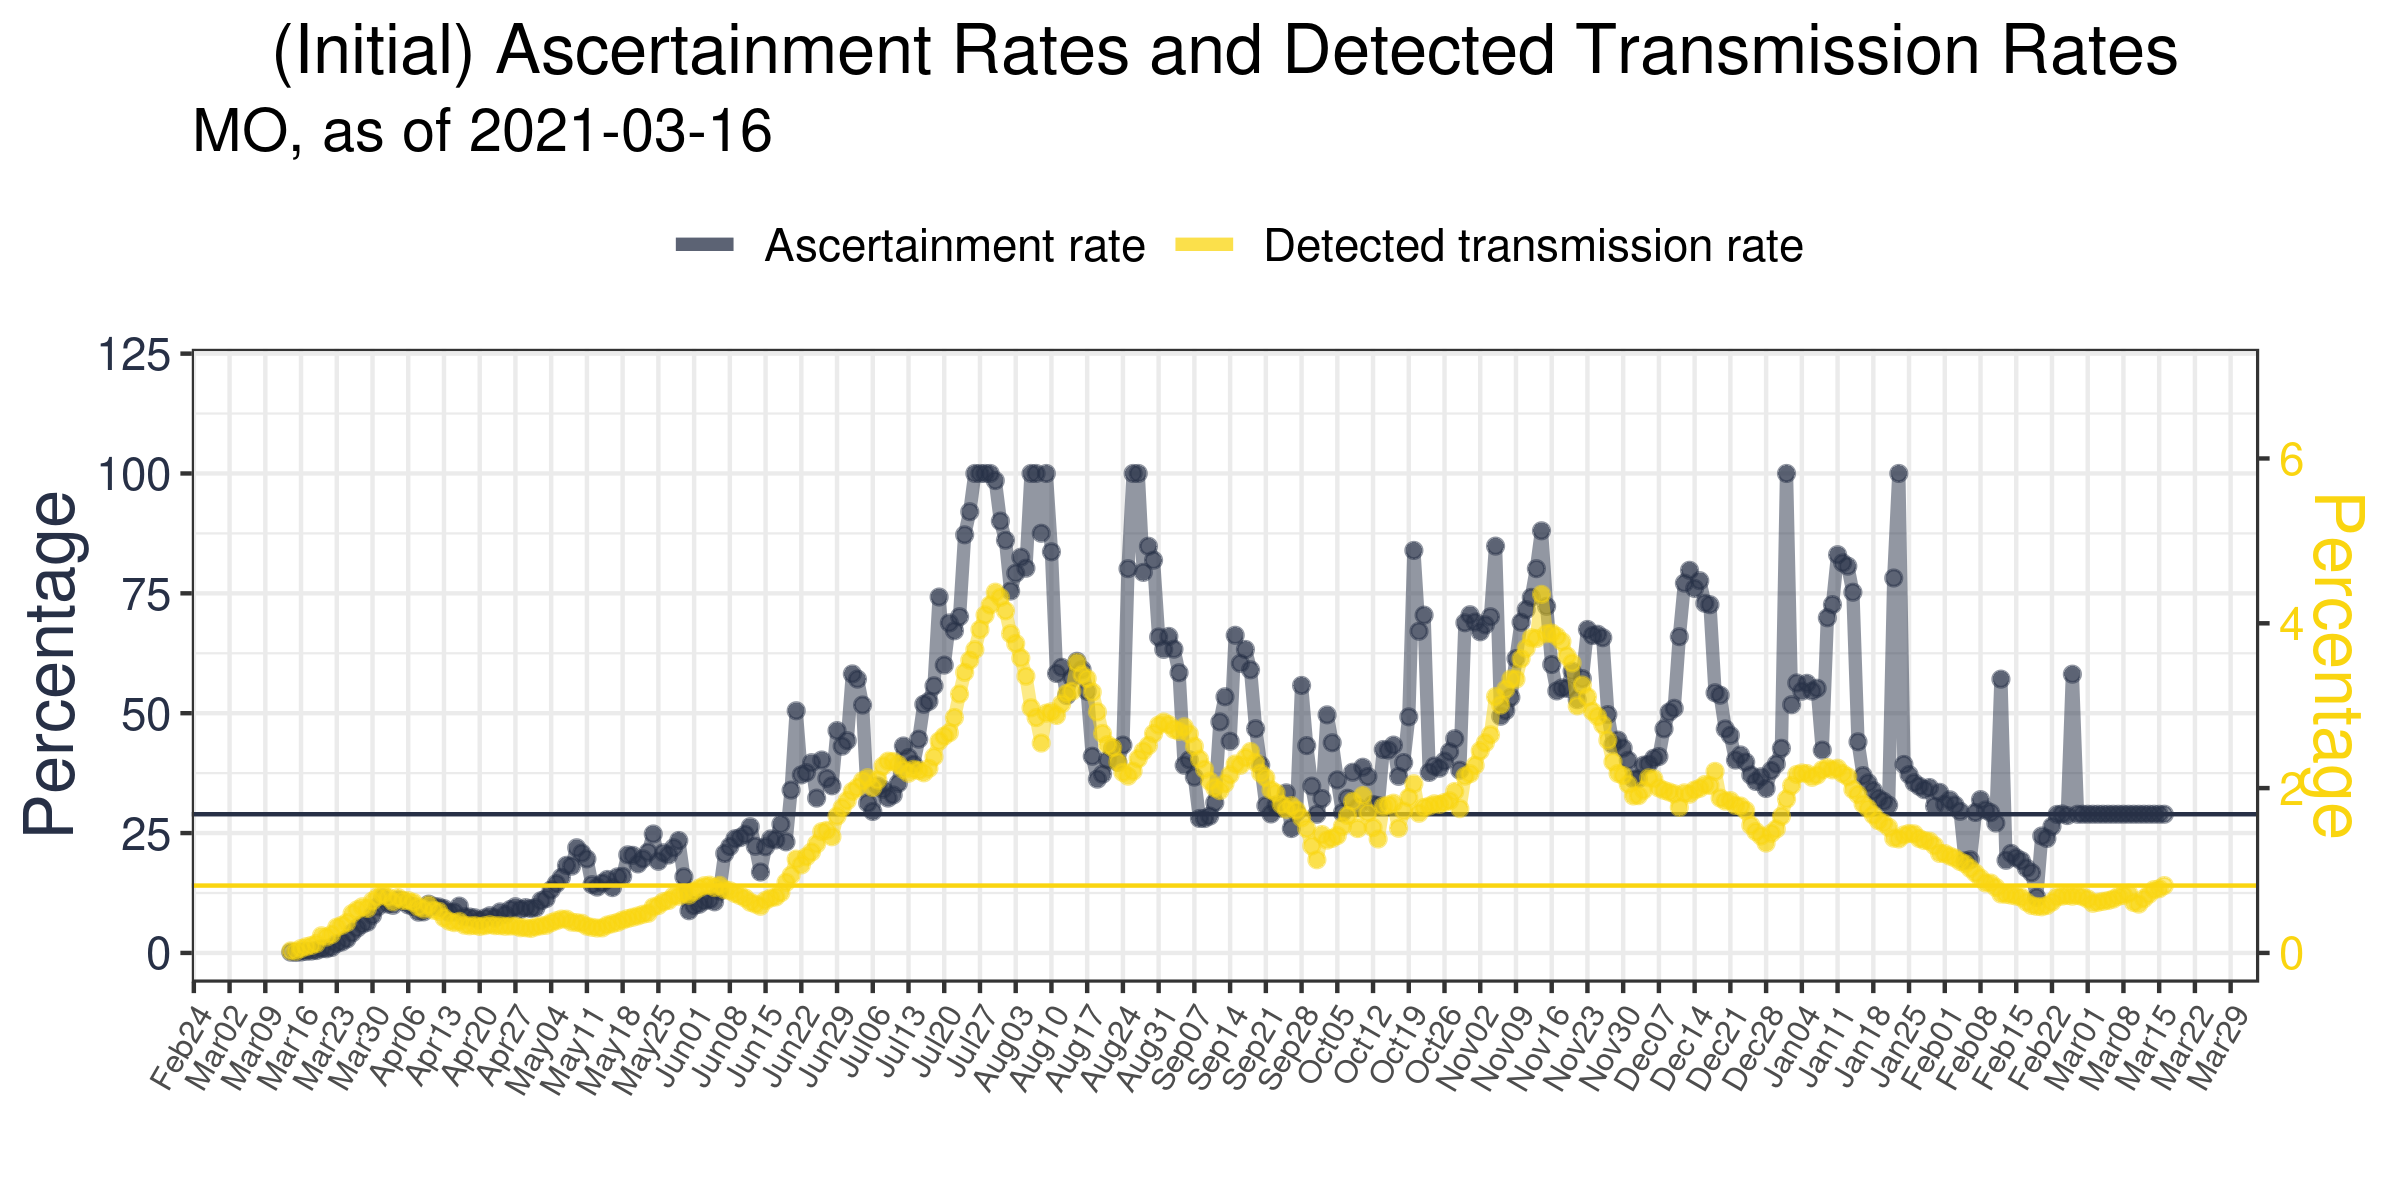 (Initial) Ascertainment Rates and Detected Transmission Rates
MO, as of 2021-03-16
Ascertainment rate Detected transmission rate
Percentage
125
100
75
50
25
0
6
4
2
0
Percentage
Feb24 Mar02 Mar09 Mar16 Mar23 Mar30 Apr06 Apr13 Apr20 Apr27 May04 May11 May18 May25 Jun01 Jun08 Jun15 Jun22 Jun29 Jul06 Jul13 Jul20 Jul27 Aug03 Aug10 Aug17 Aug24 Aug31 Sep07 Sep14 Sep21 Sep28 Oct05 Oct12 Oct19 Oct26 Nov02 Nov09 Nov16 Nov23 Nov30 Dec07 Dec14 Dec21 Dec28 Jan04 Jan11 Jan18 Jan25 Feb01 Feb08 Feb15 Feb22 Mar01 Mar08 Mar15 Mar22 Mar29